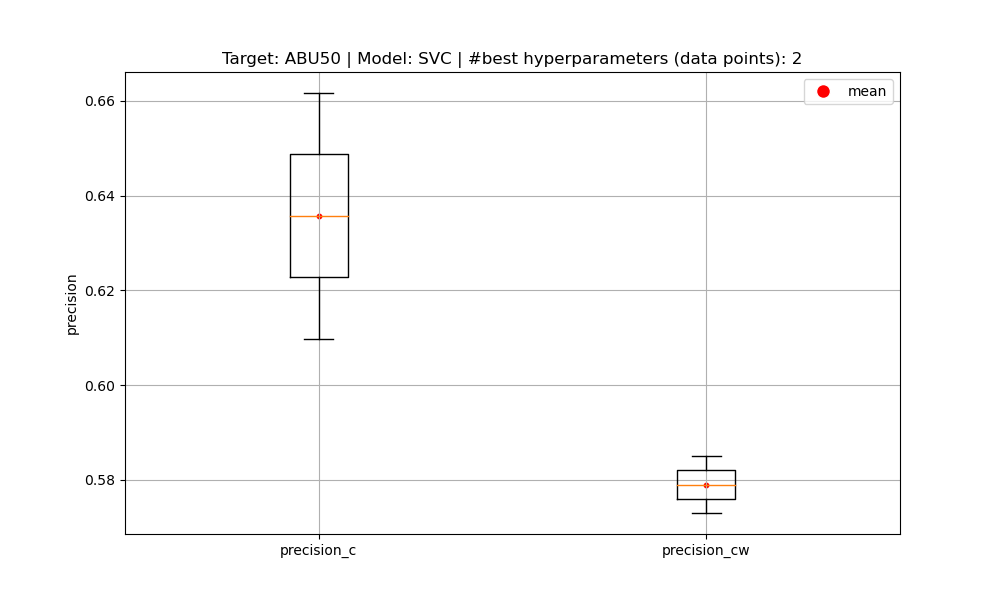 Target: ABU50 | Model: SVC | #best hyperparameters (data points): 2
mean
0.66
0.64
0.62
0.60
0.58
precision
precision_c
precision_cw